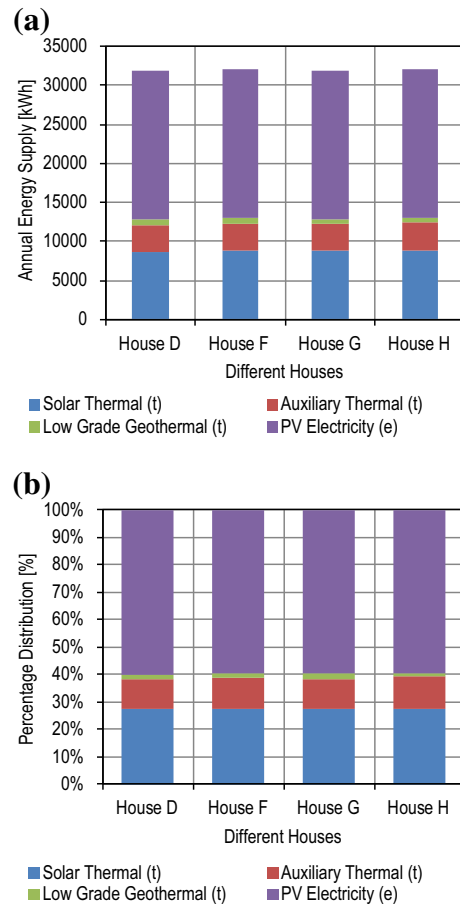 (a)
35000
30000
25000
20000
15000
10000
5000
0
Annual Energy Supply [kWh]
House D House F House G House H
Different Houses
Solar Thermal (t) Auxiliary Thermal (t)
Low Grade Geothermal (t) PV Electricity (e)
(b)
100%
90%
80%
70%
60%
50%
40%
30%
20%
10%
0%
Percentage Distribution [%]
House D House F House G House H
Different Houses
Solar Thermal (t) Auxiliary Thermal (t)
Low Grade Geothermal (t) PV Electricity (e)